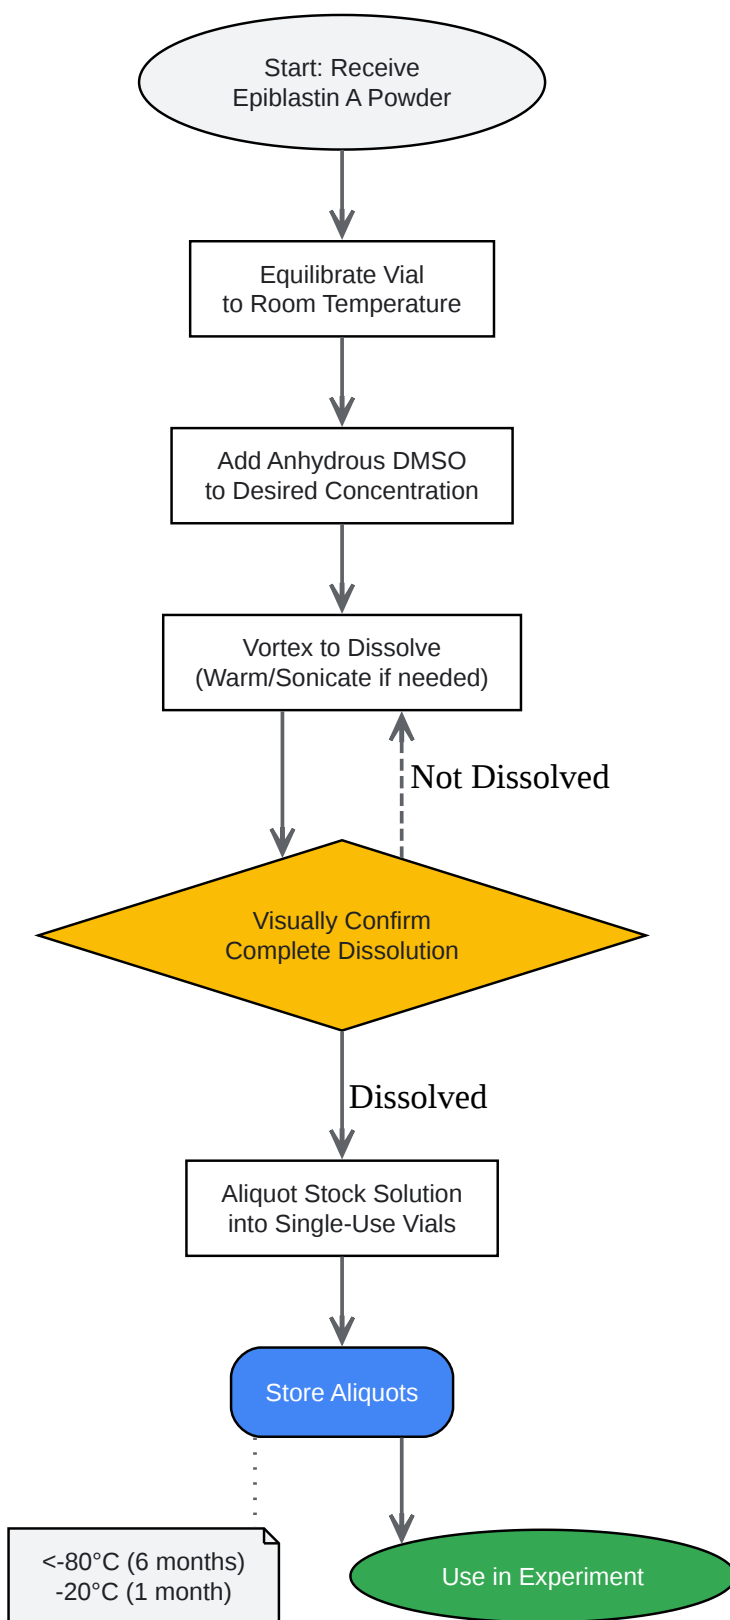 Start: Receive
Epiblastin A Powder
Equilibrate Vial
to Room Temperature
Add Anhydrous DMSO
to Desired Concentration
Vortex to Dissolve
(Warm/Sonicate if needed)
Not Dissolved
Visually Confirm
Complete Dissolution
Dissolved
Aliquot Stock Solution
into Single-Use Vials
Store Aliquots
<-80°C (6 months)
-20°C (1 month)
Use in Experiment